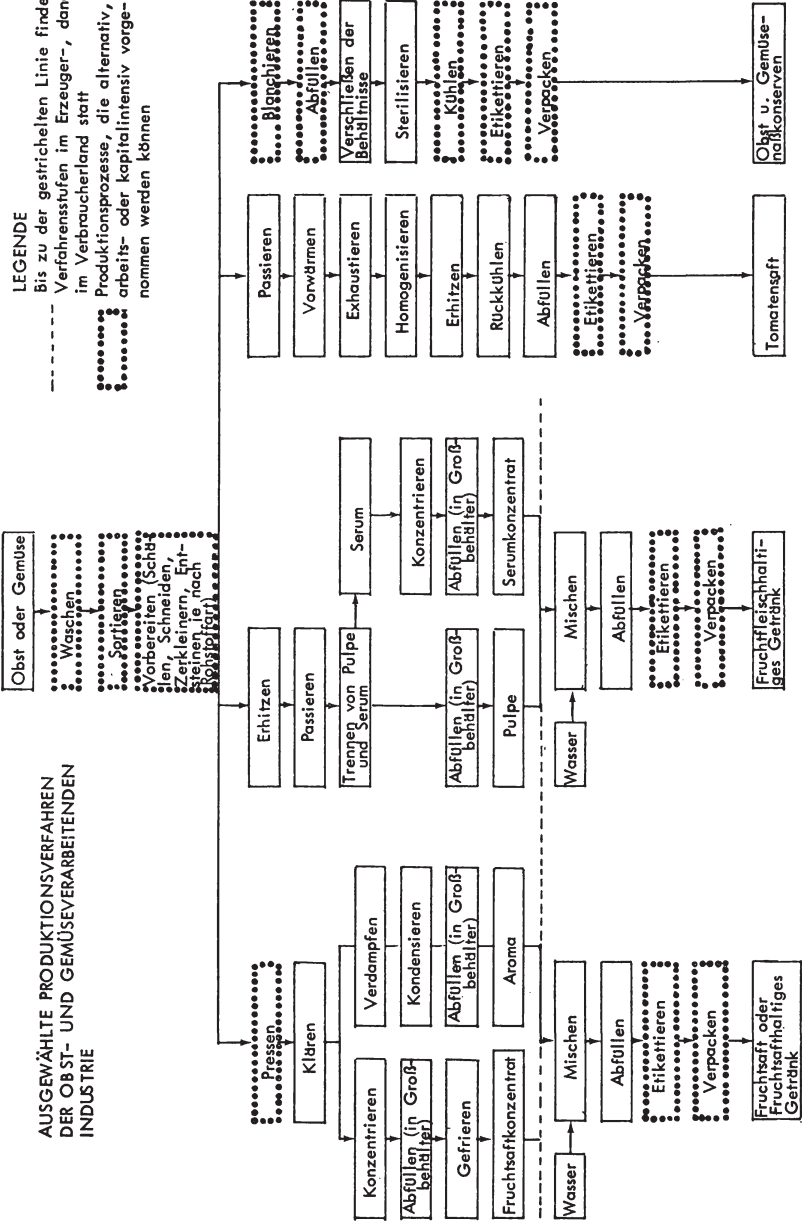 AUSGEWÄHLTE PRODUKTIONSVERFAHREN
DER OBST- UND GEMÜSEVERARBEITENDEN
INDUSTRIE
LEGENDE
Bis zu der gestrichelten Linie finde
Verfahrensstufen im Erzeuger-, dan
im Verbraucherland statt
Produktionsprozesse, die alternativ,
arbeits- oder kapitalintensiv vorge-
nommen werden können
Obst oder Gemüse
Waschen
Sortieren
Vorbereiten (Schä-
len, Schneiden,
Zerkleinern, Ent-
steinen je nach
Rohstoffart)
Pressen
Klären
Konzentrieren
Abfüllen (in Groß-
behälter)
Gefrieren
Fruchtsaftkonzentrat
Verdampfen
Kondensieren
Abfüllen (in Groß-
behälter)
Aroma
Wasser
Mischen
Abfüllen
Etikettieren
Verpacken
Fruchtsaft oder
Fruchtsafthaltiges
Getränk
Erhitzen
Passieren
Trennen von Pulpe
und Serum
Abfüllen (in Groß-
behälter)
Pulpe
Serum
Konzentrieren
Abfüllen (in Groß-
behälter)
Serumkonzentrat
Wasser
Mischen
Abfüllen
Etikettieren
Verpacken
Fruchtfleischhalti-
ges Getränk
Passieren
Vorwärmen
Exhaustieren
Homogenisieren
Erhitzen
Rückkühlen
Abfüllen
Etikettieren
Verpacken
Tomatensaft
Blanchieren
Abfüllen
Verschließen der
Behältnisse
Sterilisieren
Kühlen
Etikettieren
Verpacken
Obst u. Gemüse-
naßkonserven